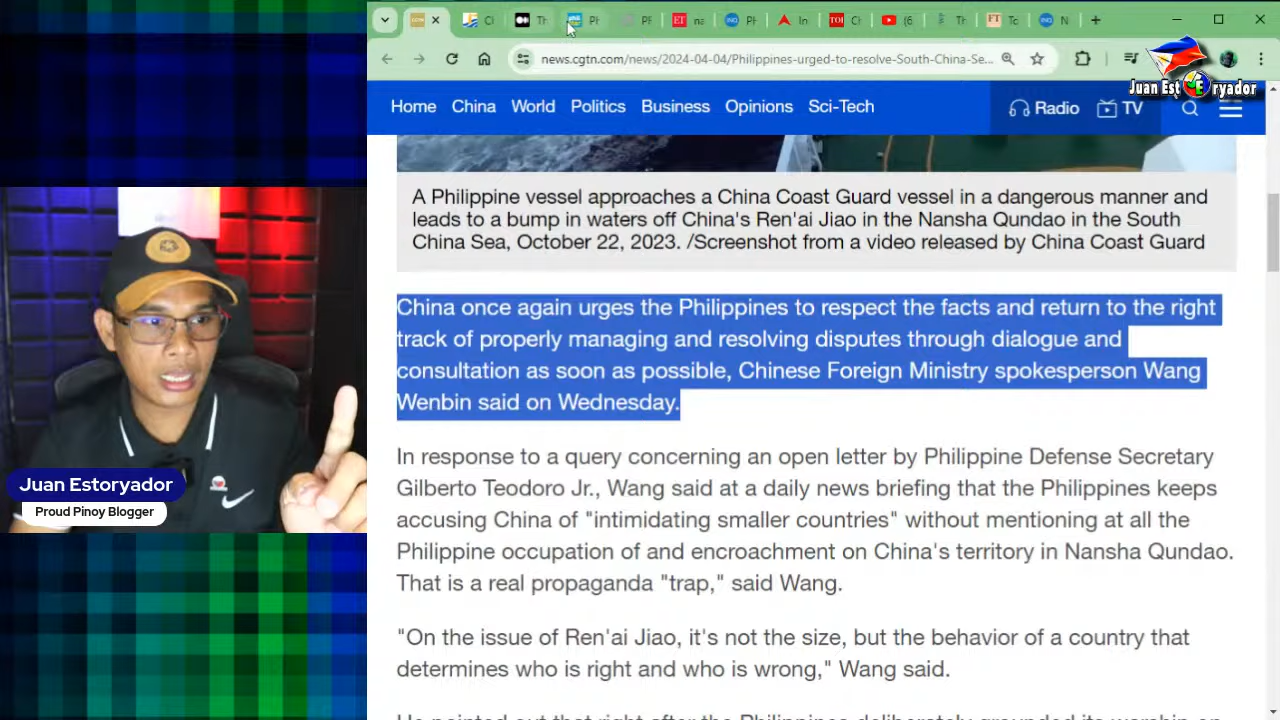 news.cgtn.com/news/2024-04-04/Philippines-urged-to-resolve-South-China-Se...
Juan Est ryador
Home China World Politics Business Opinions Sci-Tech Radio TV
A Philippine vessel approaches a China Coast Guard vessel in a dangerous manner and
leads to a bump in waters off China's Ren'ai Jiao in the Nansha Qundao in the South
China Sea, October 22, 2023. /Screenshot from a video released by China Coast Guard
China once again urges the Philippines to respect the facts and return to the right
track of properly managing and resolving disputes through dialogue and
consultation as soon as possible, Chinese Foreign Ministry spokesperson Wang
Wenbin said on Wednesday.
In response to a query concerning an open letter by Philippine Defense Secretary
Gilberto Teodoro Jr., Wang said at a daily news briefing that the Philippines keeps
accusing China of "intimidating smaller countries" without mentioning at all the
Philippine occupation of and encroachment on China's territory in Nansha Qundao.
That is a real propaganda "trap," said Wang.
"On the issue of Ren'ai Jiao, it's not the size, but the behavior of a country that
determines who is right and who is wrong," Wang said.
Juan Estoryador
Proud Pinoy Blogger